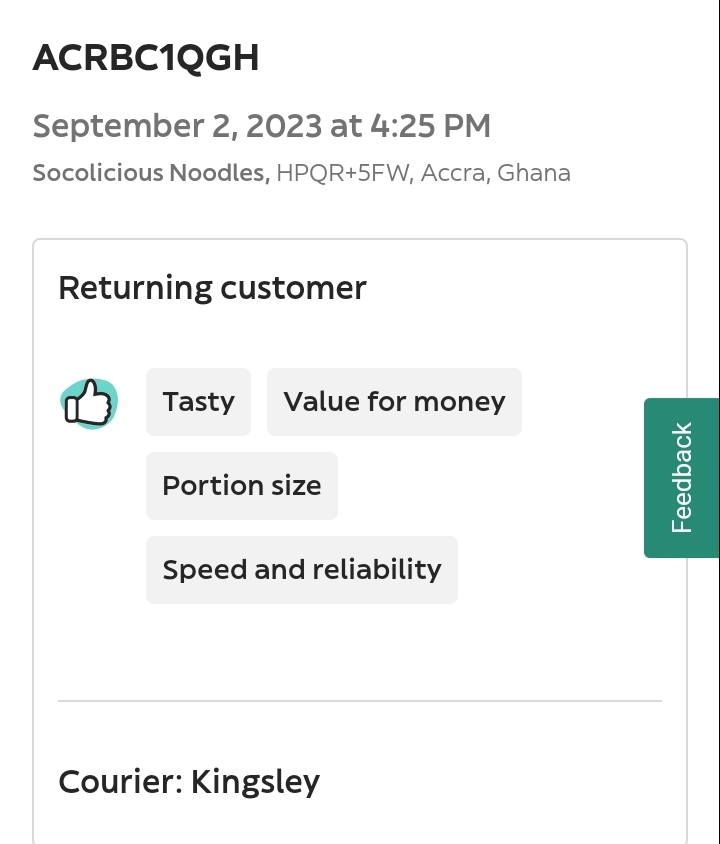 ACRBC1QGH
September 2, 2023 at 4:25 PM
Socolicious Noodles, HPQR+5FW, Accra, Ghana
Returning customer
Tasty
Value for money
Portion size
Feedback
Speed and reliability
Courier: Kingsley